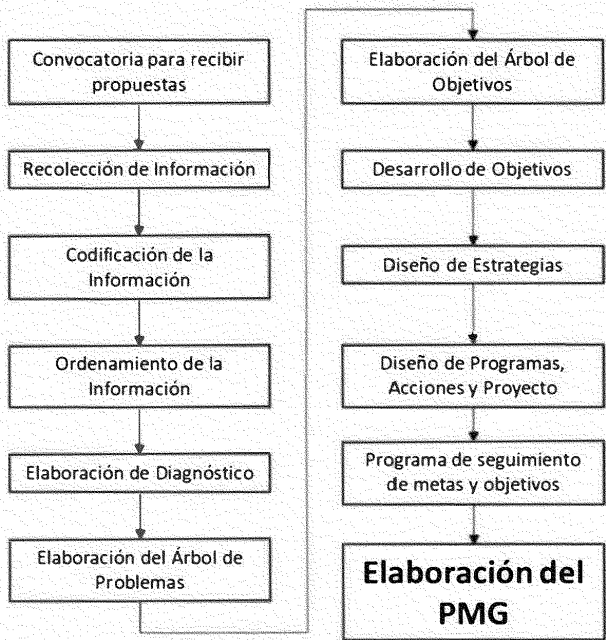 Convocatoria para recibir
propuestas
Recolección de Información
Codificación de la
Información
Ordenamiento de la
Información
Elaboración de Diagnóstico
Elaboración del Árbol de
Problemas
Elaboración del Árbol de
Objetivos
Desarrollo de Objetivos
Diseño de Estrategias
Diseño de Programas,
Acciones y Proyecto
Programa de seguimiento
de metas y objetivos
Elaboración del
PMG